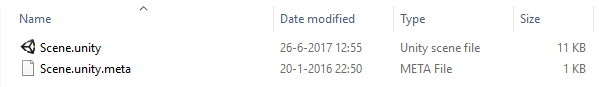 Name Date modified Type Size
Scene.unity 26-6-2017 12:55 Unity scene file 11 KB
Scene.unity.meta 20-1-2016 22:50 META File 1 KB